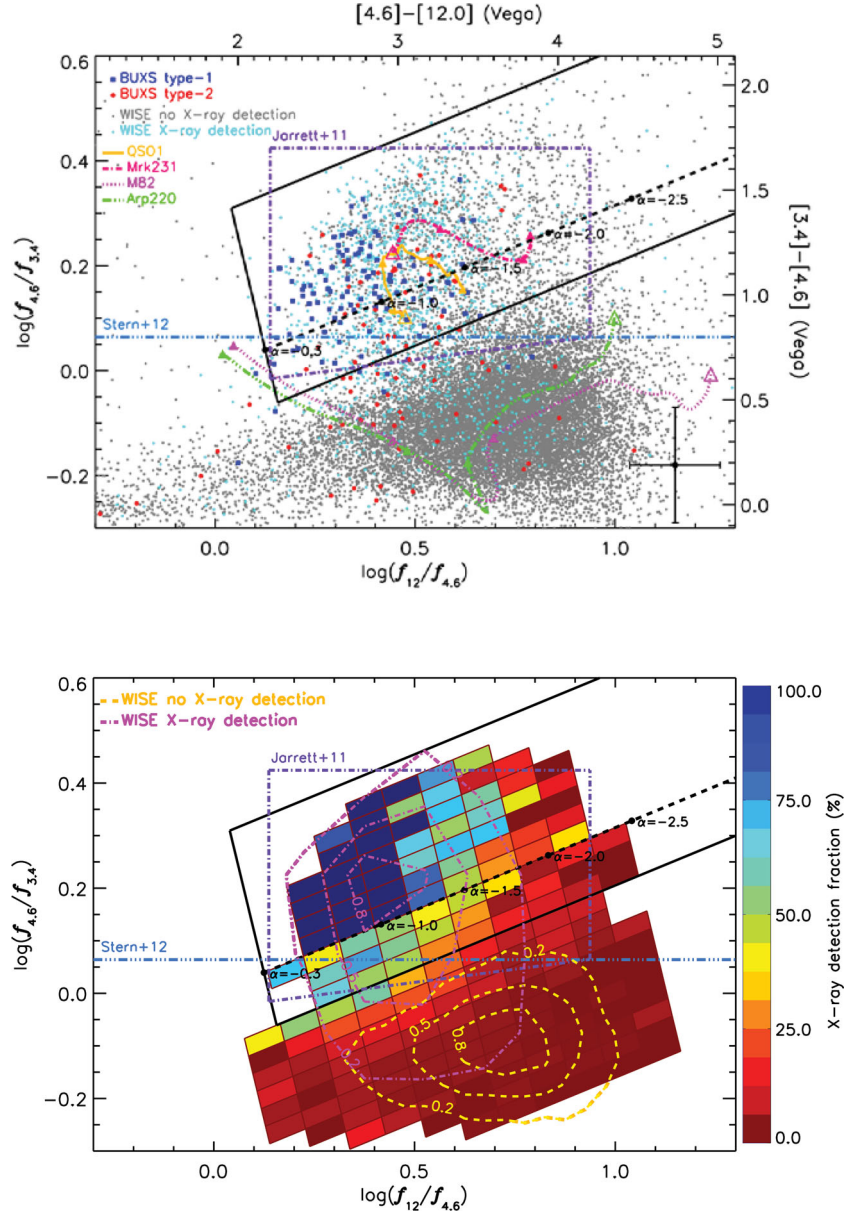 [4.6]−[12.0] (Vega)
2 3 4 5
0.6
BUXS type−1
BUXS type−2
WISE no X−ray detection
WISE X−ray detection
QSO1
Mrk231
M82
Arp220
Jarrett+11
2.0
0.4
1.5
α=−2.5
α=−2.0
0.2
α=−1.5
α=−1.0
1.0
Stern+12
α=−0.3
0.0
0.5
−0.2
0.0
log(f4.6/f3.4)
[3.4]−[4.6] (Vega)
0.0 0.5 1.0
log(f12/f4.6)
0.6
WISE no X−ray detection
WISE X−ray detection
100.0
Jarrett+11
0.4
75.0
α=−2.5
α=−2.0
0.2
0.8
α=−1.5
α=−1.0
50.0
Stern+12
α=−0.3
0.2
0.0
0.5
0.8
0.2
25.0
−0.2
0.2
0.0
log(f4.6/f3.4)
X−ray detection fraction (%)
0.0 0.5 1.0
log(f12/f4.6)